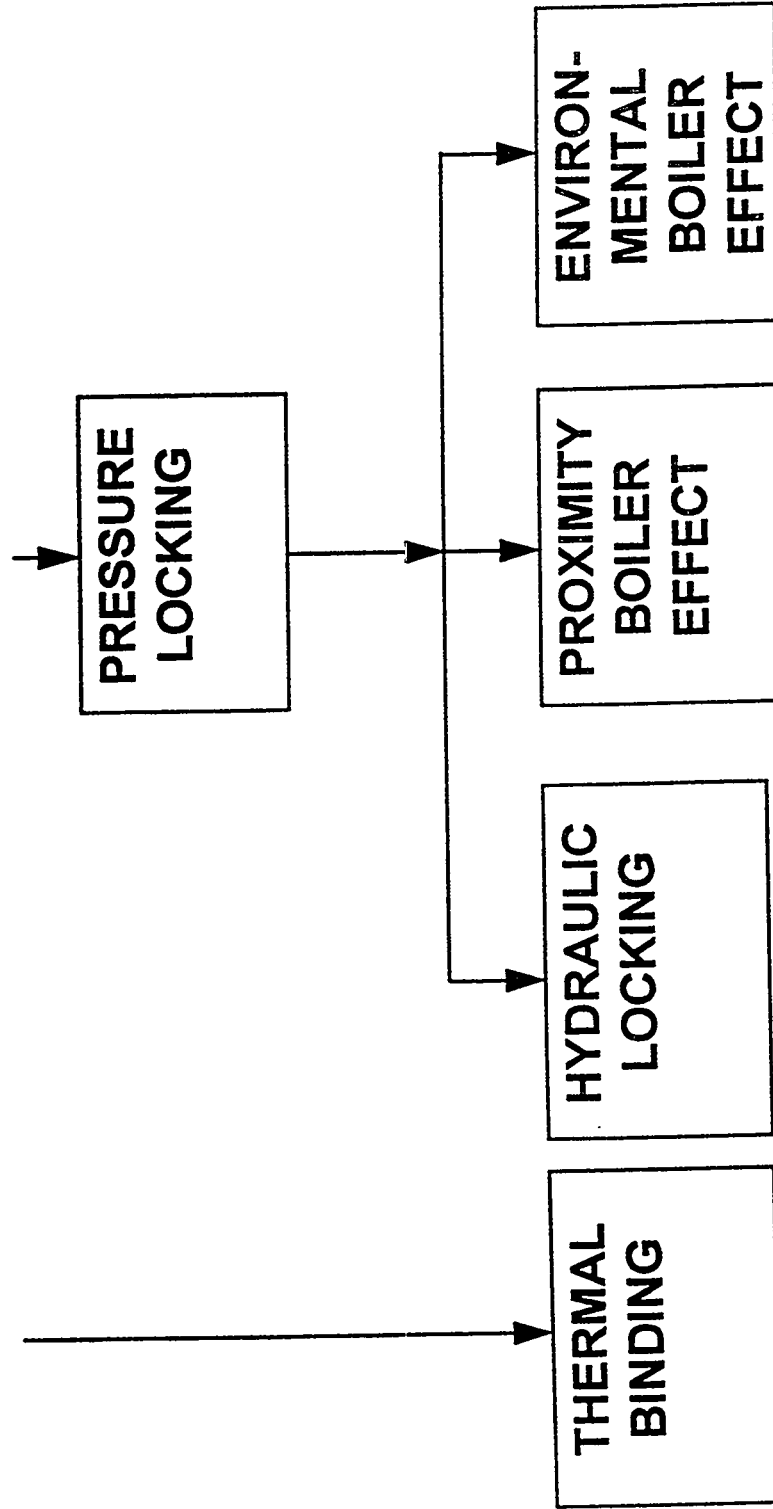 PRESSURE
LOCKING
THERMAL
BINDING
HYDRAULIC
LOCKING
PROXIMITY
BOILER
EFFECT
ENVIRON-
MENTAL
BOILER
EFFECT